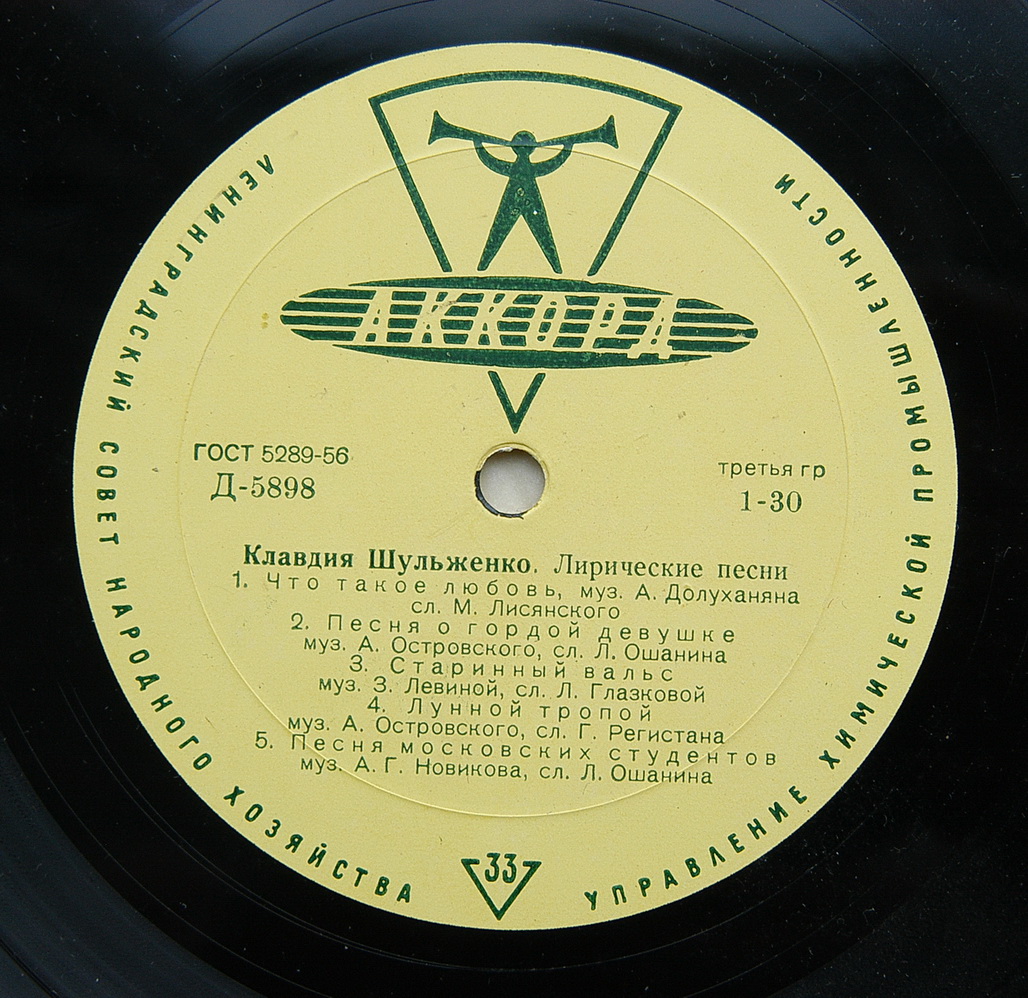 ЛЕНИНГРАДСКИЙ СОВЕТ НАРОДНОГО ХОЗЯЙСТВА
УПРАВЛЕНИЕ ХИМИЧЕСКОЙ ПРОМЫШЛЕННОСТИ
АККОРД
ГОСТ 5289-56
Д-5898
третья гр
1-30
Клавдия Шульженко. Лирические песни
1. Что такое любовь, муз. А. Долуханяна
сл. М. Лисянского
2. Песня о гордой девушке
муз. А. Островского, сл. Л. Ошанина
3. Старинный вальс
муз. З. Левиной, сл. Л. Глазковой
4. Лунной тропой
муз. А. Островского, сл. Г. Регистана
5. Песня московских студентов
муз. А. Г. Новикова, сл. Л. Ошанина
33